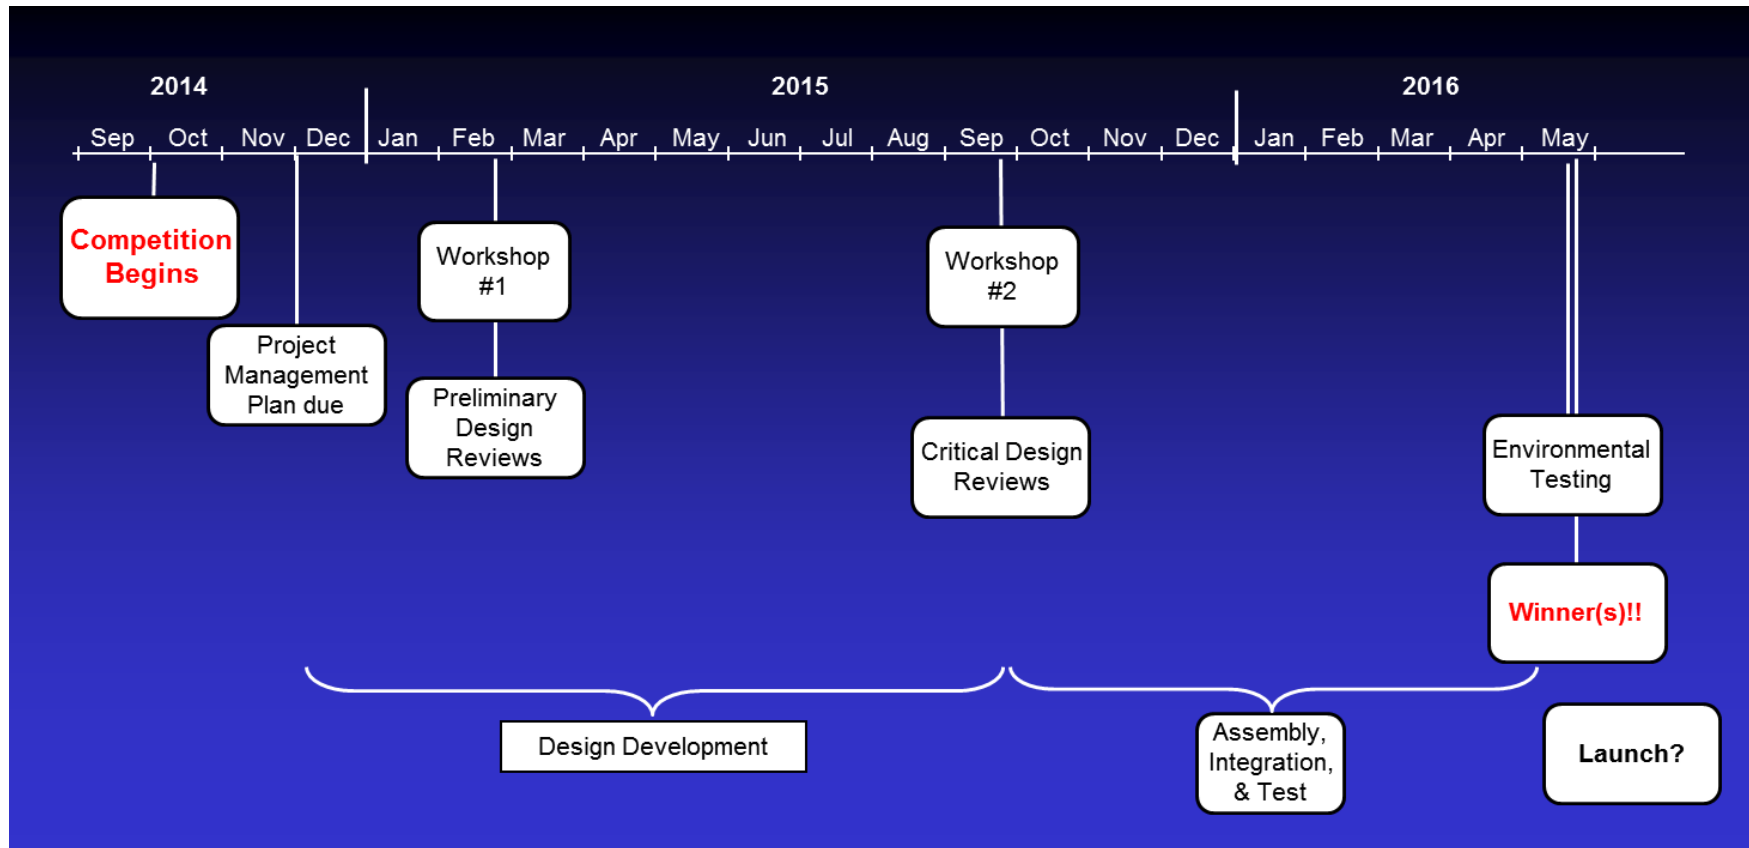 2014 2015 2016
Sep Oct Nov Dec Jan Feb Mar Apr May Jun Jul Aug Sep Oct Nov Dec Jan Feb Mar Apr May
Competition
Begins
Project
Management
Plan due
Workshop
#1
Preliminary
Design
Reviews
Workshop
#2
Critical Design
Reviews
Environmental
Testing
Winner(s)!!
Design Development
Assembly,
Integration,
& Test
Launch?